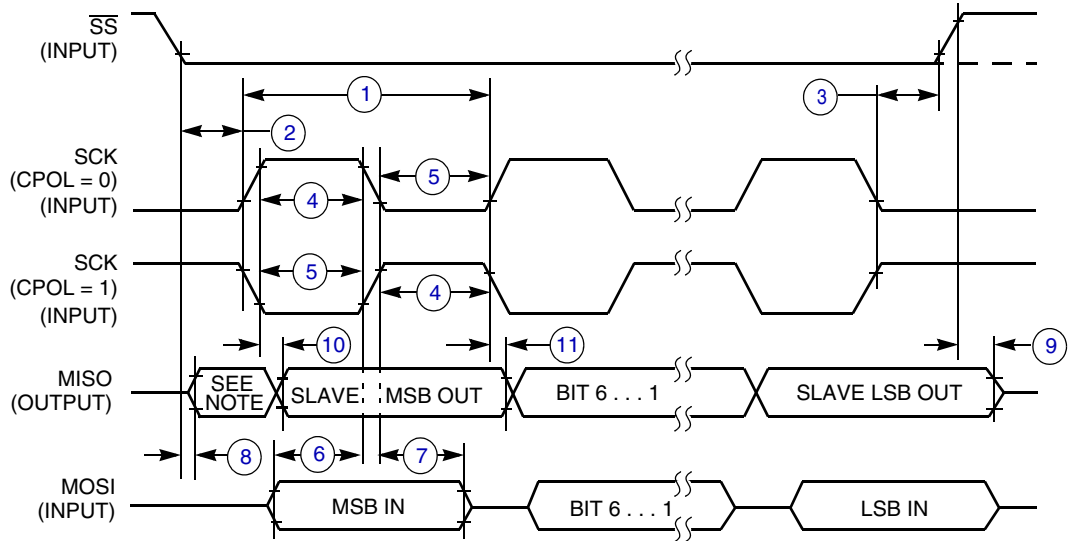 SS
(INPUT)
1
3
2
SCK
(CPOL = 0)
(INPUT)
5
4
SCK
(CPOL = 1)
(INPUT)
5
4
10
11
9
MISO
(OUTPUT)
SEE
NOTE
SLAVE
MSB OUT
BIT 6 . . . 1
SLAVE LSB OUT
8
6
7
MOSI
(INPUT)
MSB IN
BIT 6 . . . 1
LSB IN